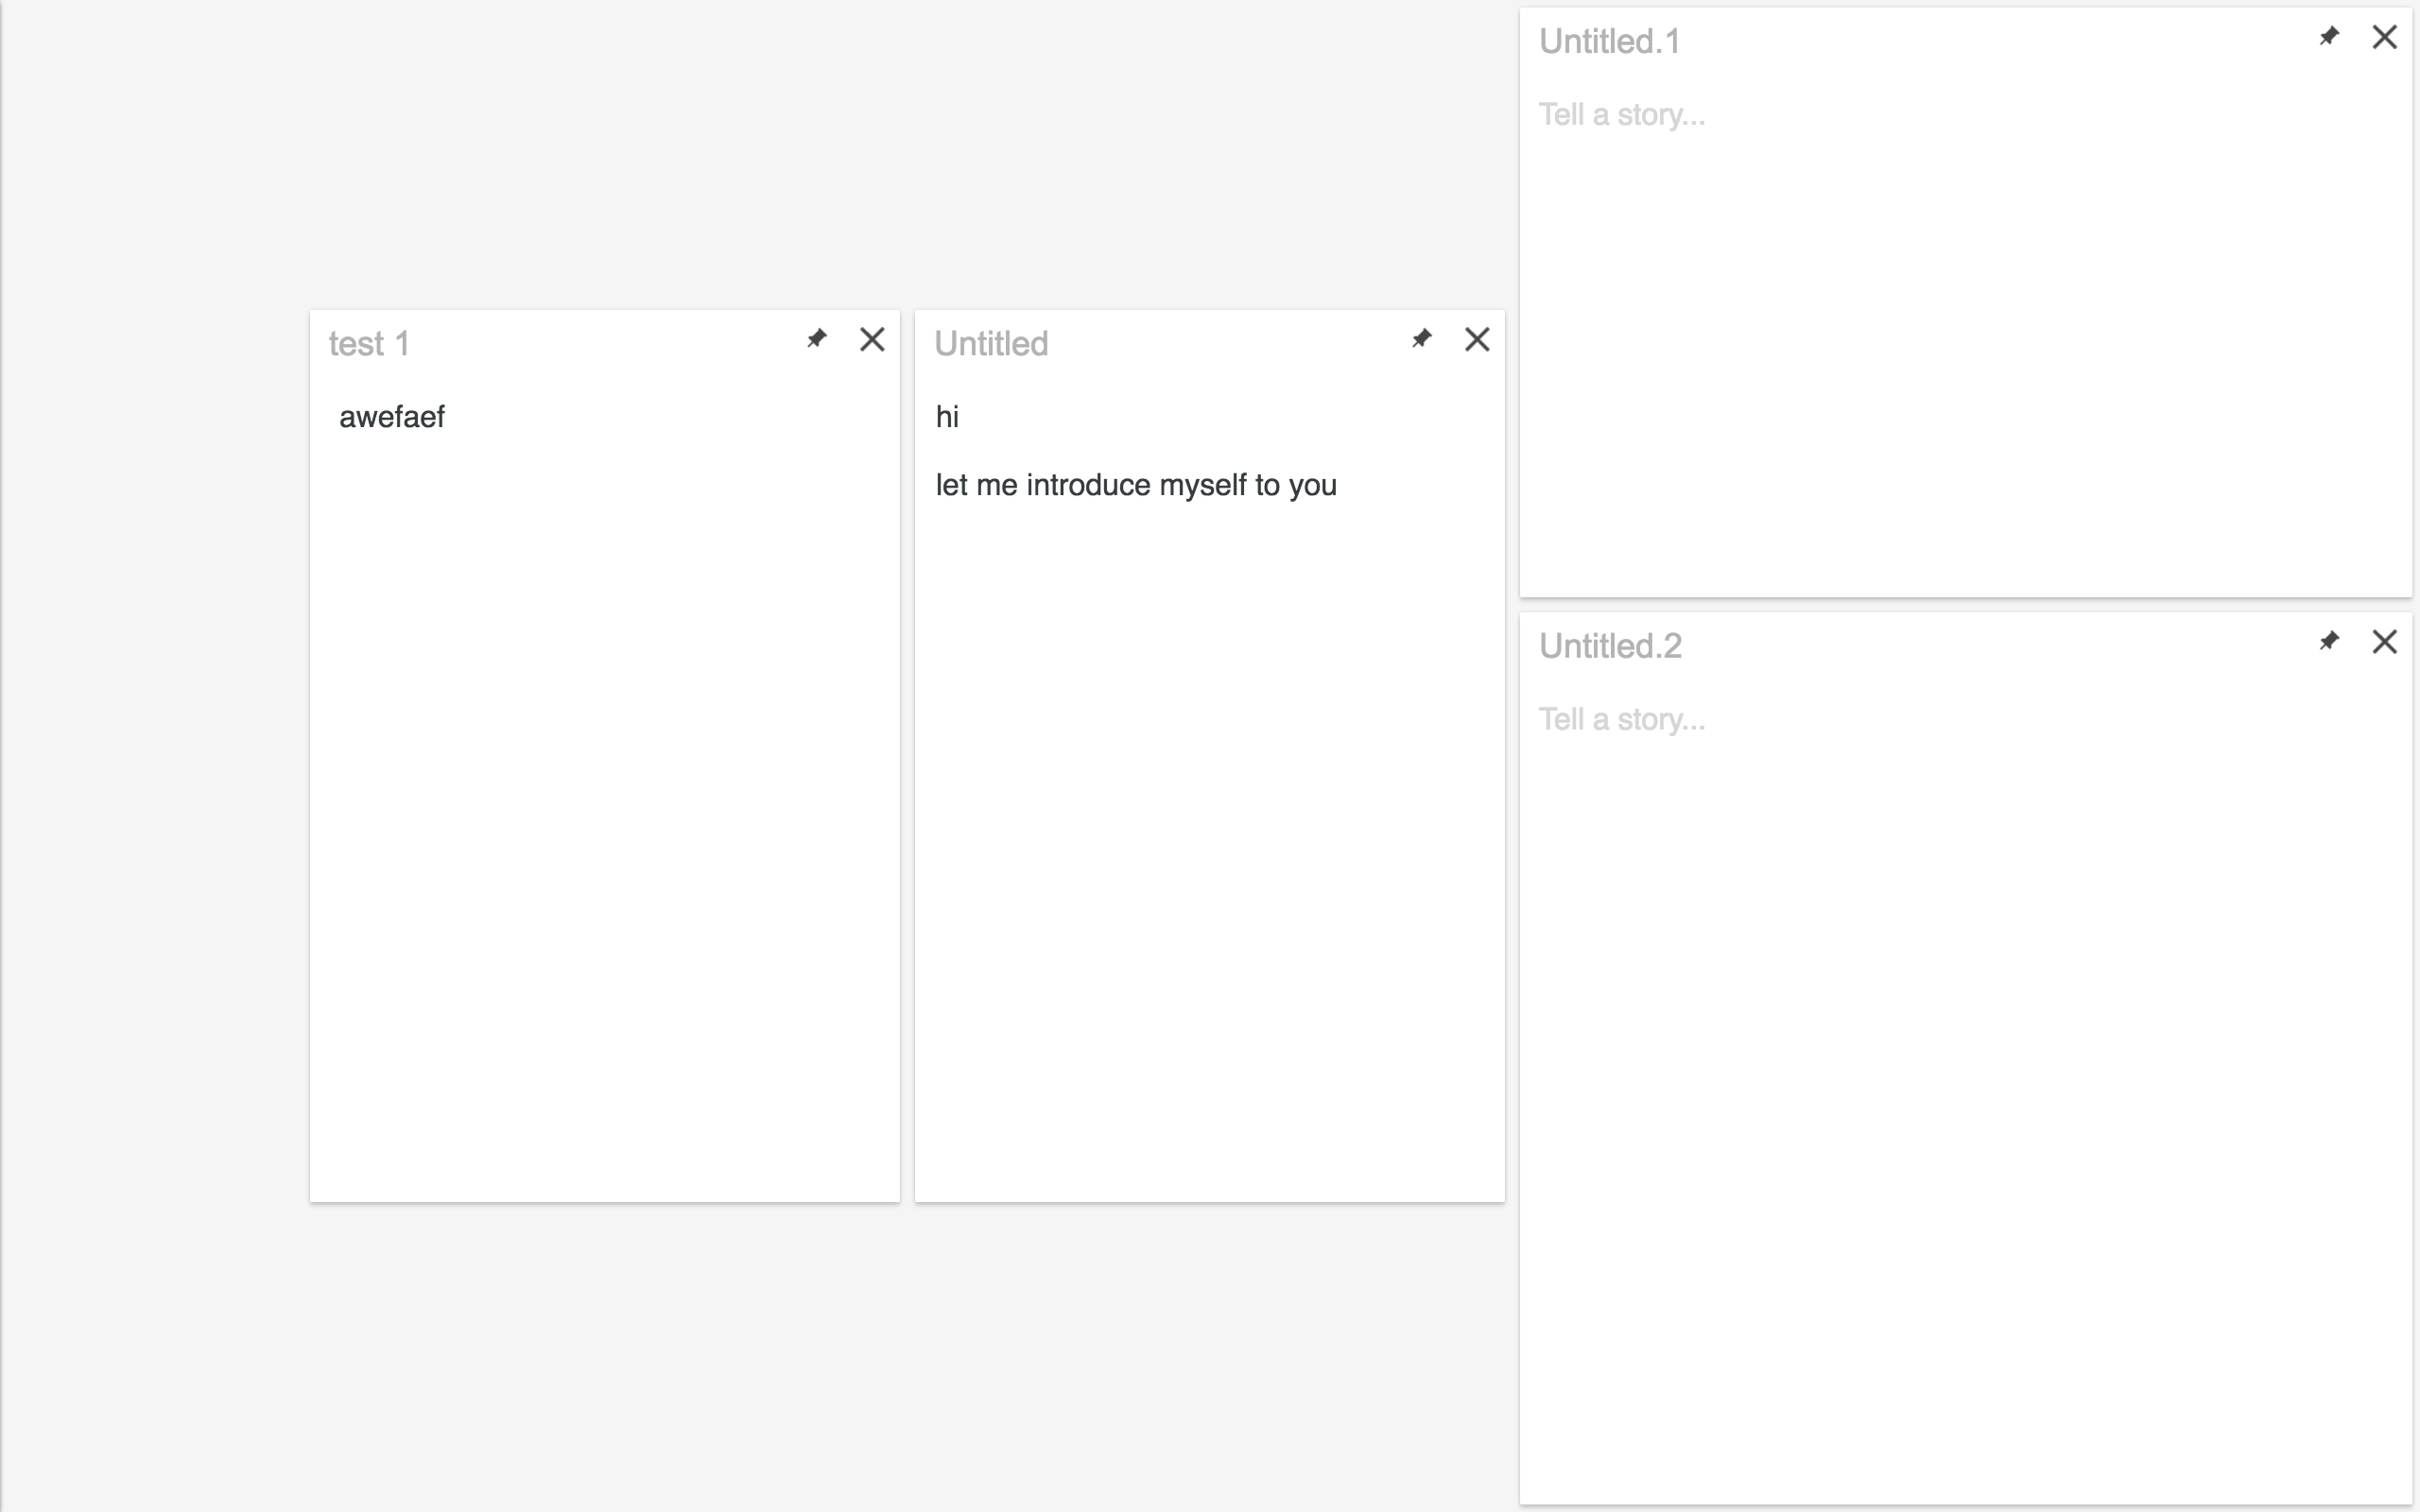 test 1
awefaef
Untitled
hi
let me introduce myself to you
Untitled.1
Tell a story...
Untitled.2
Tell a story...